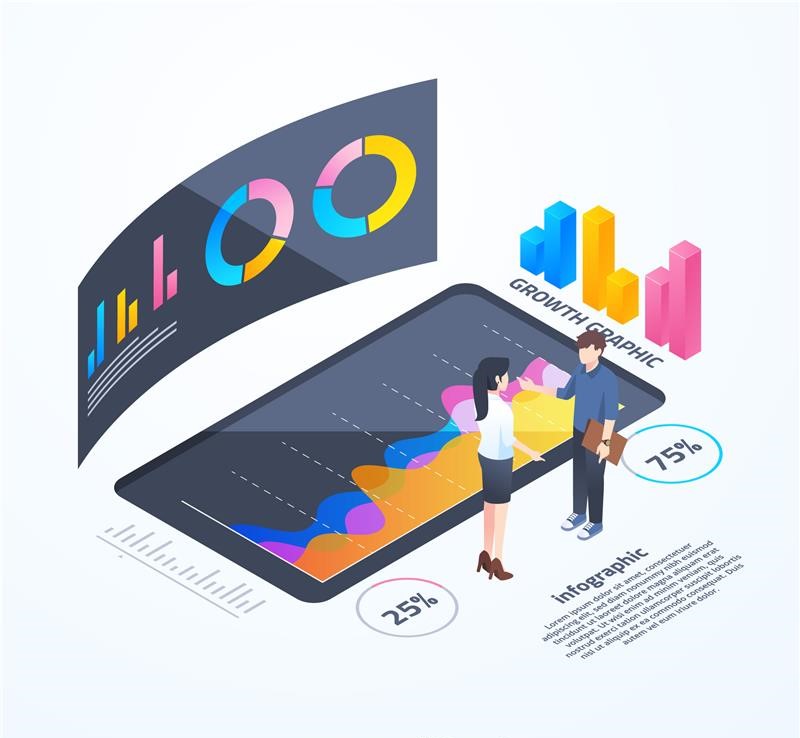 GROWTH GRAPHIC
75%
25%
infographic
Lorem ipsum dolor sit amet, consectetuer
elit, sed diam nonummy nibh euismod
tincidunt ut laoreet dolore magna aliquam erat
volutpat. Ut wisi enim ad minim veniam, quis
nostrud exerci tation ullamcorper suscipit lobortis
nisl ut aliquip ex ea commodo consequat. Duis
autem vel eum iriure dolor.